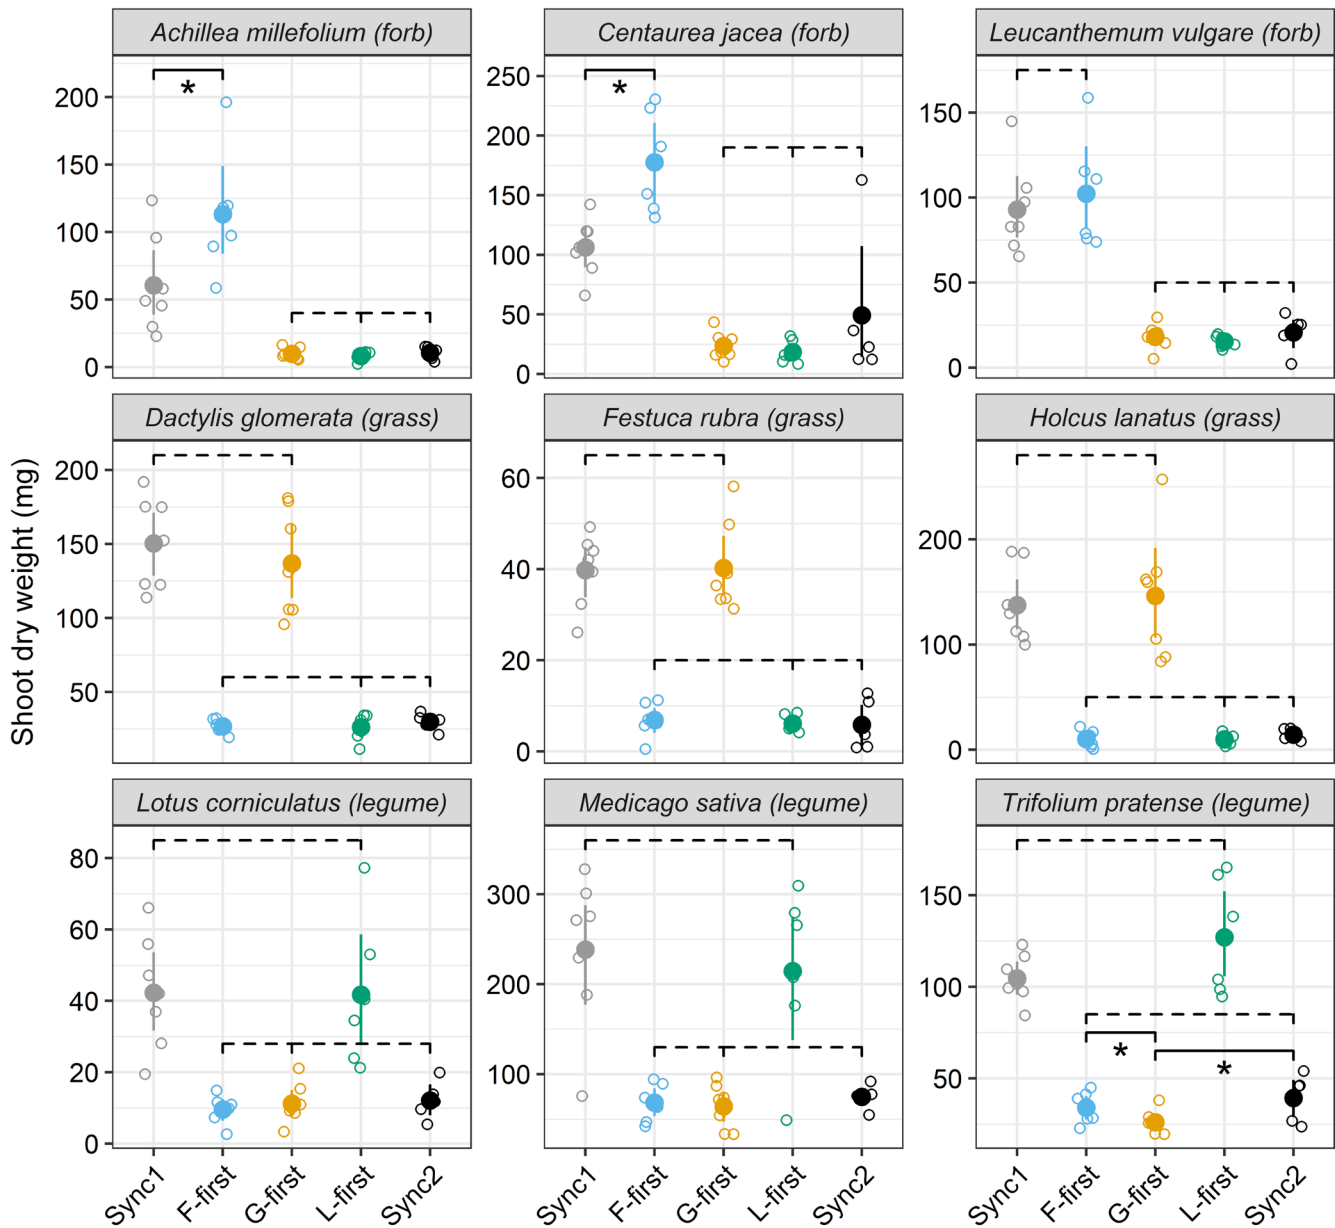 Achillea millefolium (forb)
Centaurea jacea (forb)
Leucanthemum vulgare (forb)
200
150
100
50
0
*
250
200
150
100
50
0
*
150
100
50
0
Dactylis glomerata (grass)
Festuca rubra (grass)
Holcus lanatus (grass)
Shoot dry weight (mg)
200
150
100
50
60
40
20
0
200
100
0
Lotus corniculatus (legume)
Medicago sativa (legume)
Trifolium pratense (legume)
80
60
40
20
0
300
200
100
150
100
50
*
*
Sync1
F-first
G-first
L-first
Sync2
Sync1
F-first
G-first
L-first
Sync2
Sync1
F-first
G-first
L-first
Sync2